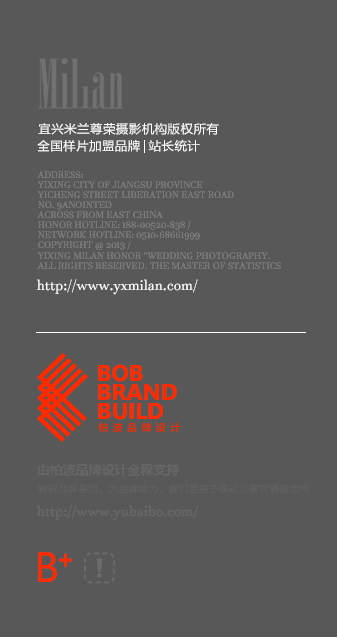 Milan
宜兴米兰尊荣摄影机构版权所有
全国样片加盟品牌|站长统计
ADDRESS:
YIXING CITY OF JIANGSU PROVINCE
YICHENG STREET LIBERATION EAST ROAD
NO. 9ANOINTED
ACROSS FROM EAST CHINA
HONOR HOTLINE: 188-00520-838 /
NETWORK HOTLINE: 0510-68661999
COPYRIGHT @ 2013 /
YIXING MILAN HONOR "WEDDING PHOTOGRAPHY.
ALL RIGHTS RESERVED. THE MASTER OF STATISTICS
http://www.yxmilan.com/
BOB
BRAND
BUILD
柏波品牌设计
由柏波品牌设计全程支持
http://www.yubaibo.com/
B+ !